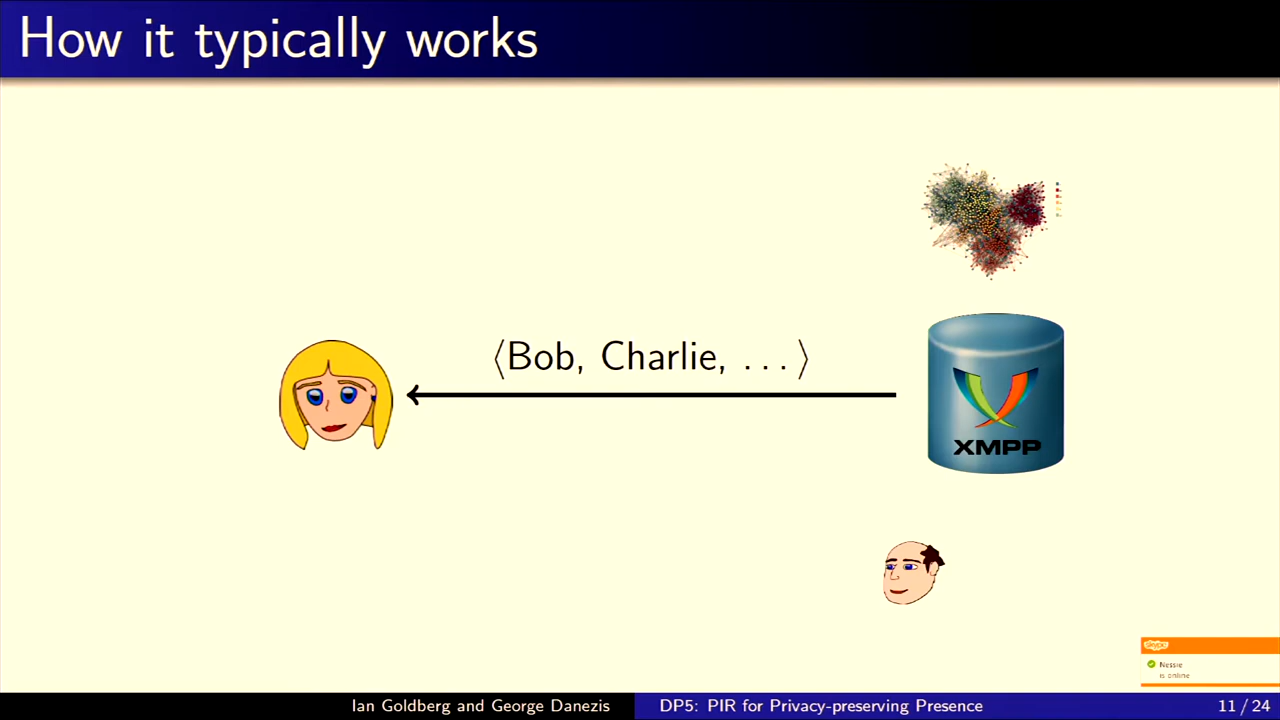 How it typically works
⟨Bob, Charlie, . . . ⟩
XMPP
skype
Nessie
is online
Ian Goldberg and George Danezis
DP5: PIR for Privacy-preserving Presence
11 / 24